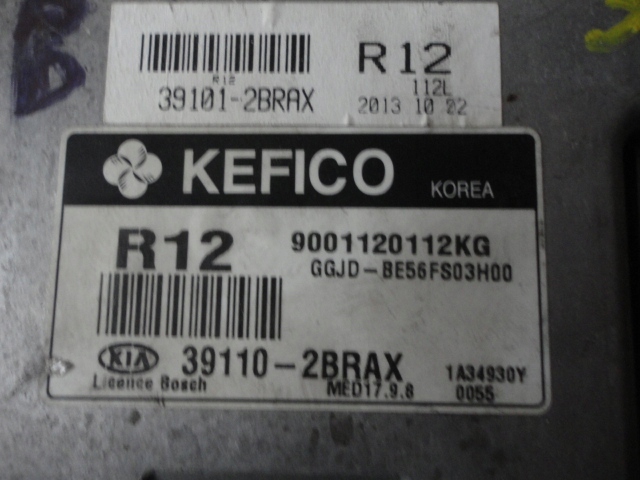 R12
R12
112L
39101-2BRAX
2013 10 22
KEFICO
KOREA
R12
9001120112KG
GGJD-BE56FS03H00
KIA
39110-2BRAX
1A34930Y
Licence Bosch
MED17.9.8
0055